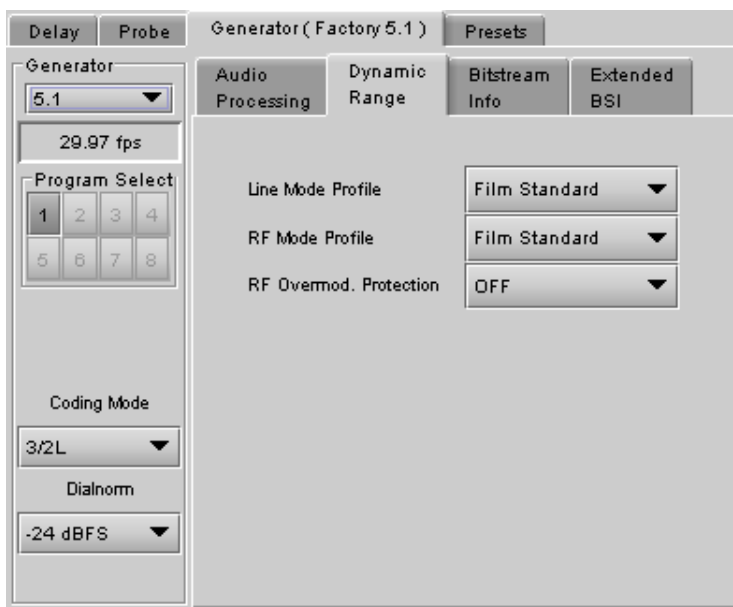 Delay Probe Generator ( Factory 5.1 ) Presets
Generator
5.1
29.97 fps
Program Select
1 2 3 4
5 6 7 8
Coding Mode
3/2L
Dialnorm
-24 dBFS
Audio Processing
Dynamic Range
Bitstream Info
Extended BSI
Line Mode Profile Film Standard
RF Mode Profile Film Standard
RF Overmod. Protection OFF